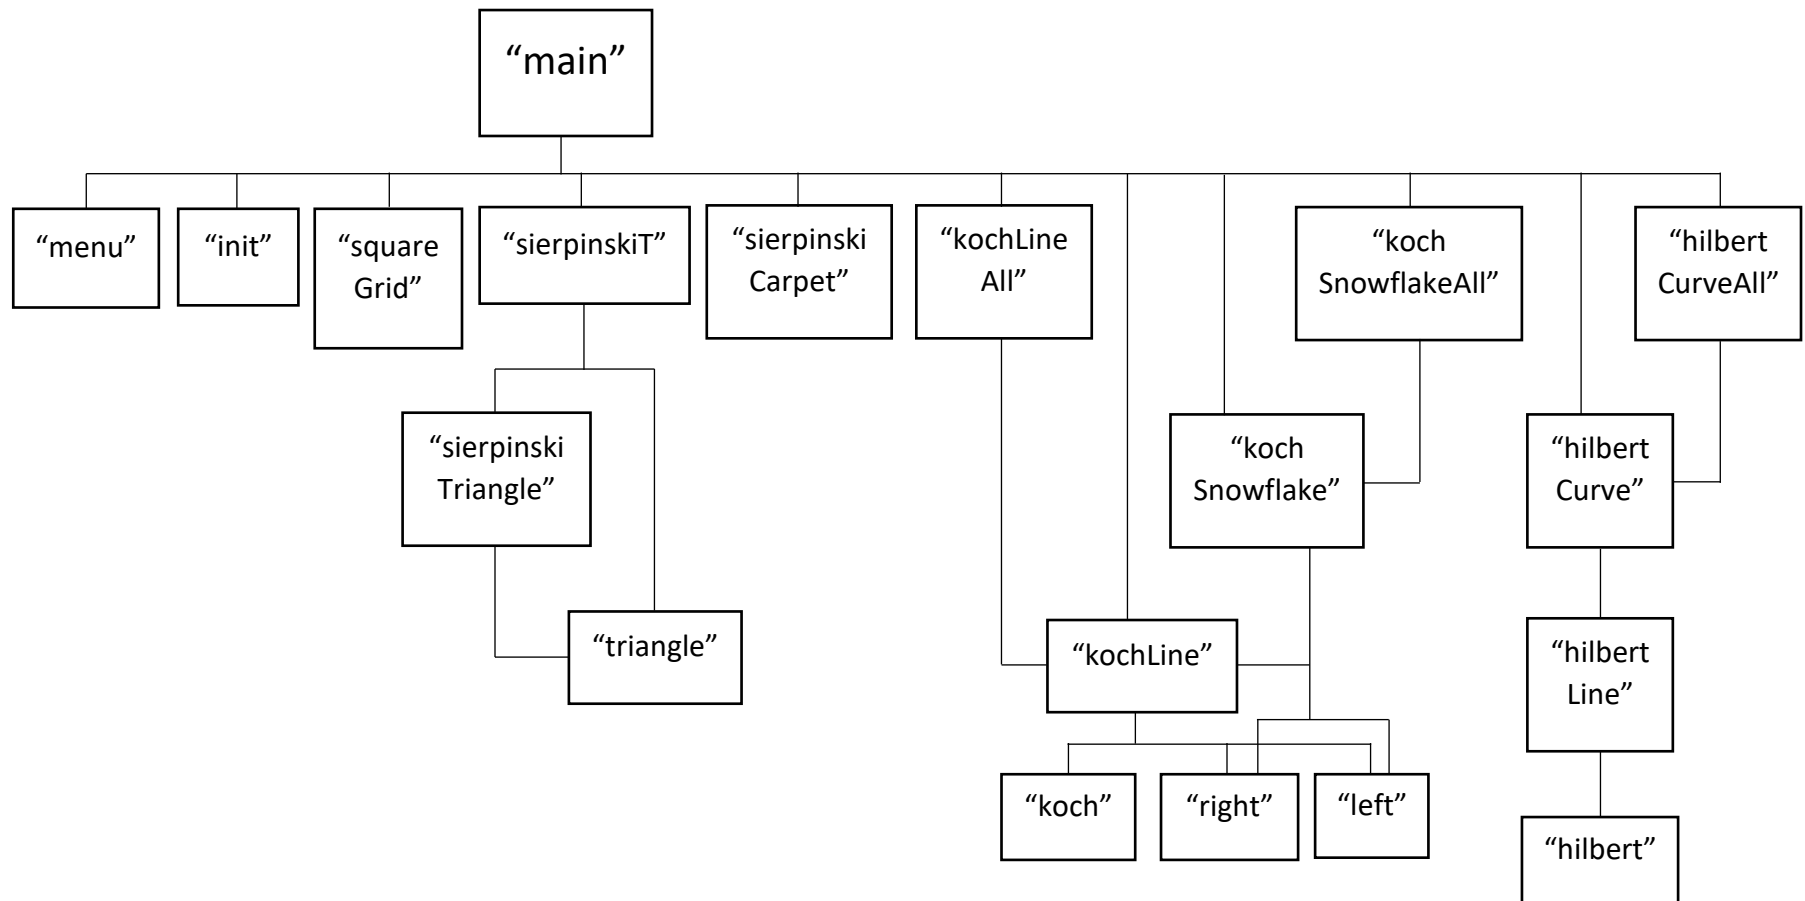 “main”
“menu”
“init”
“square
Grid”
“sierpinskiT”
“sierpinski
Carpet”
“kochLine
All”
“koch
SnowflakeAll”
“hilbert
CurveAll”
“sierpinski
Triangle”
“koch
Snowflake”
“hilbert
Curve”
“triangle”
“kochLine”
“hilbert
Line”
“koch”
“right”
“left”
“hilbert”